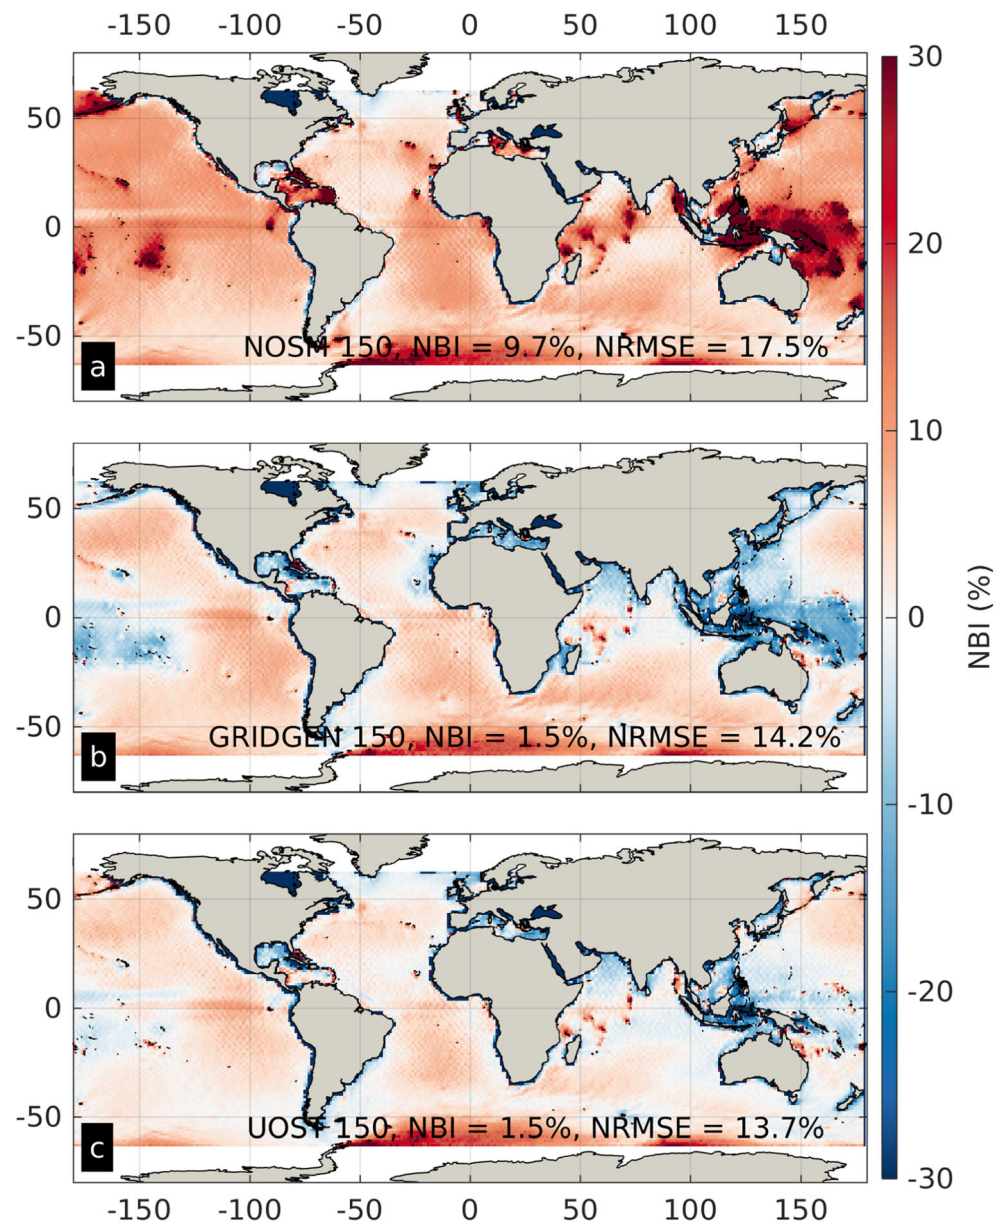 -150 -100 -50 0 50 100 150
50
0
-50
a
NOSM 150, NBI = 9.7%, NRMSE = 17.5%
50
0
-50
b
GRIDGEN 150, NBI = 1.5%, NRMSE = 14.2%
50
0
-50
c
UOST 150, NBI = 1.5%, NRMSE = 13.7%
-150 -100 -50 0 50 100 150
30
20
10
0
-10
-20
-30
NBI (%)